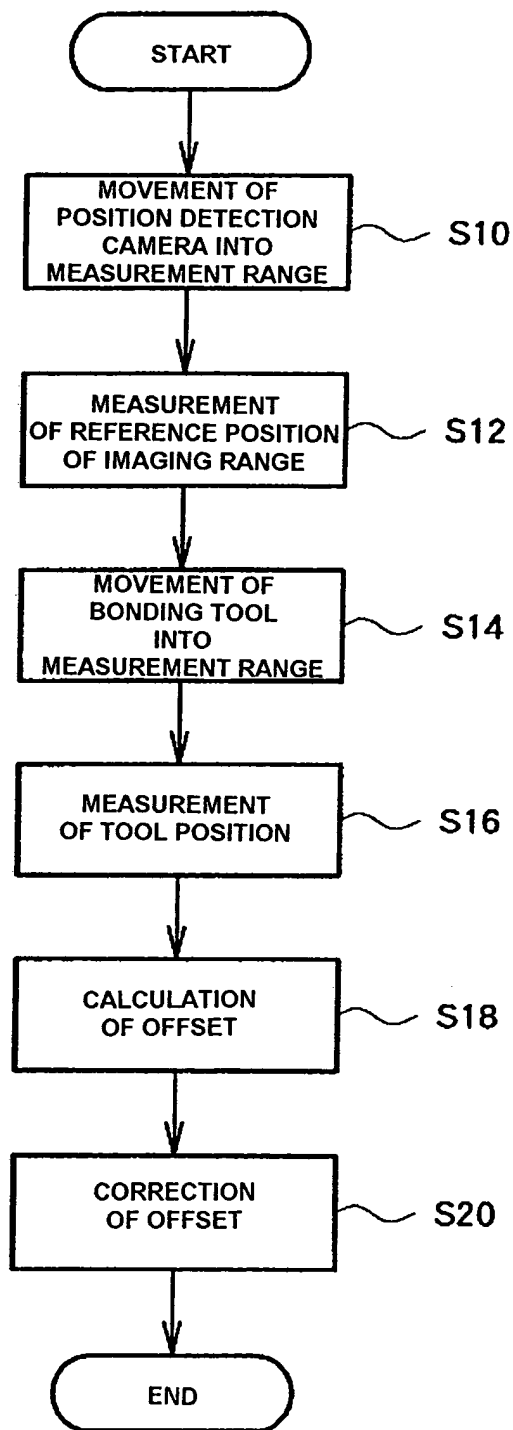 START
MOVEMENT OF
POSITION DETECTION
CAMERA INTO
MEASUREMENT RANGE
S10
MEASUREMENT
OF REFERENCE POSITION
OF IMAGING RANGE
S12
MOVEMENT OF
BONDING TOOL
INTO
MEASUREMENT RANGE
S14
MEASUREMENT
OF TOOL POSITION
S16
CALCULATION
OF OFFSET
S18
CORRECTION
OF OFFSET
S20
END